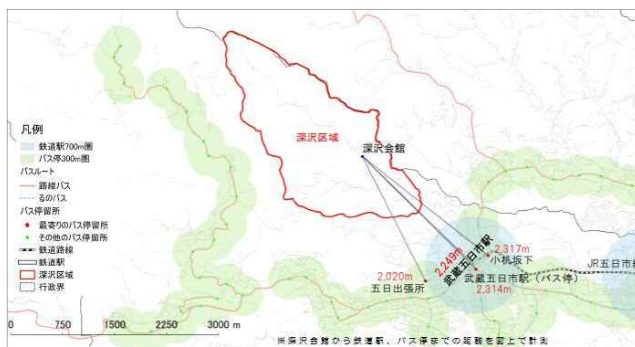 深沢区域
深沢会館
凡例
鉄道駅700m圏
バス停300m圏
バスルート
路線バス
るのバス
バス停留所
最寄りのバス停留所
その他のバス停留所
鉄道路線
鉄道駅
深沢区域
行政界
2,249m
武蔵五日市駅
2,317m
小机坂下
2,020m
五日出張所
武蔵五日市駅(バス停)
2,314m
JR五日市線
0 750 1500 2250 3000 m
※深沢会館から鉄道駅、バス停までの距離を図上で計測